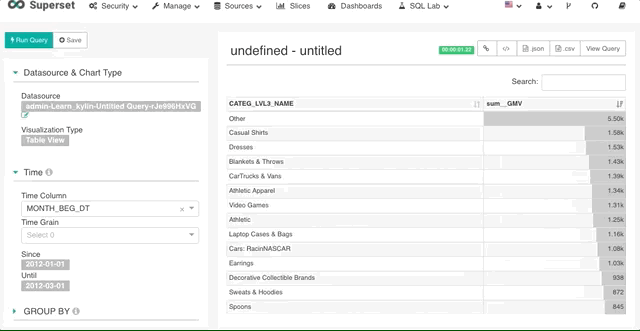 Superset Security Manage Sources Slices Dashboards SQL Lab
Run Query Save
undefined - untitled
00:00:01.22 .json .csv View Query
Datasource & Chart Type
Search:
Datasource
admin-Learn_kylin-Untitled Query-rJe996HxVG
Visualization Type
Table View
Time
Time Column
MONTH_BEG_DT
Time Grain
Select 0
Since
2012-01-01
Until
2012-03-01
GROUP BY
CATEG_LVL3_NAME sum__GMV
Other 5.50k
Casual Shirts 1.58k
Dresses 1.53k
Blankets & Throws 1.43k
CarTrucks & Vans 1.39k
Athletic Apparel 1.34k
Video Games 1.31k
Athletic 1.25k
Laptop Cases & Bags 1.16k
Cars: RacinNASCAR 1.08k
Earrings 1.03k
Decorative Collectible Brands 938
Sweats & Hoodies 872
Spoons 845